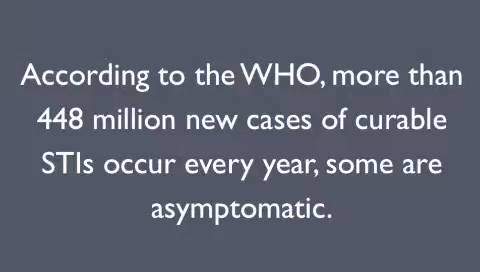 According to the WHO, more than
448 million new cases of curable
STIs occur every year, some are
asymptomatic.